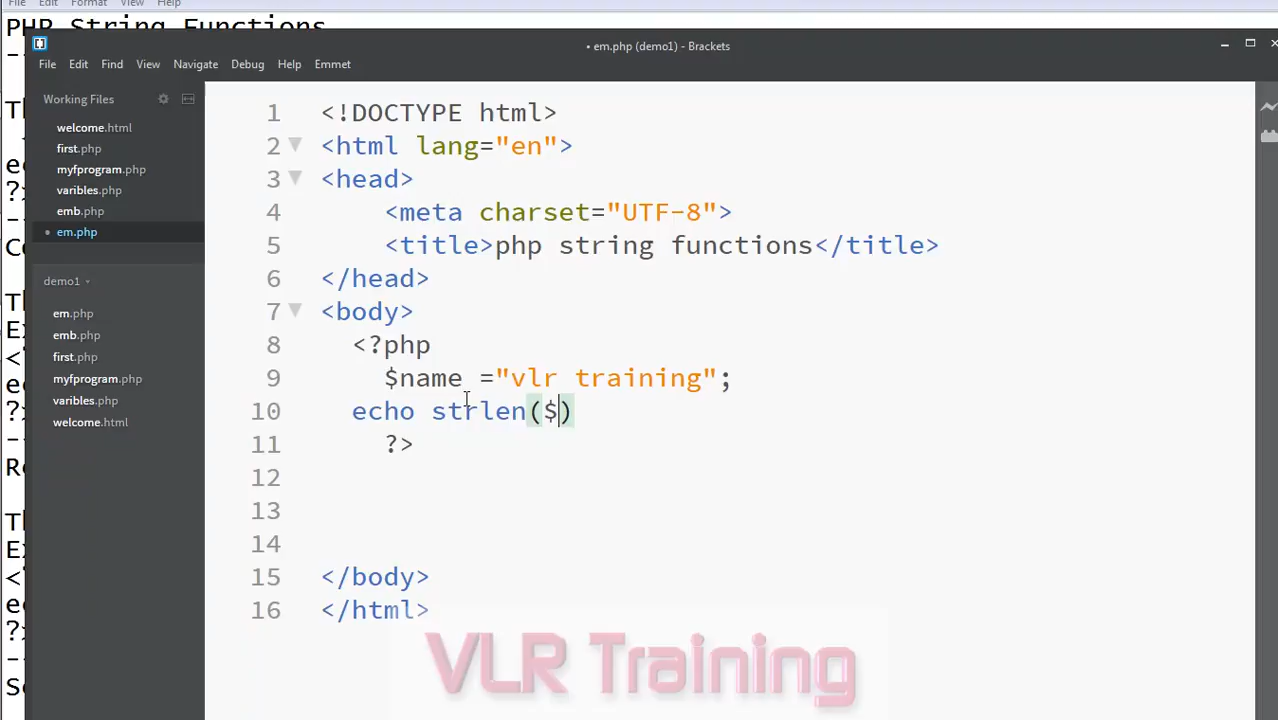 File Edit Format View Help
PHP String Functions
em.php (demo1) - Brackets
File Edit Find View Navigate Debug Help Emmet
Working Files
welcome.html
first.php
myfprogram.php
varibles.php
emb.php
em.php
demo1
em.php
emb.php
first.php
myfprogram.php
varibles.php
welcome.html
1 <!DOCTYPE html>
2 <html lang="en">
3 <head>
4 <meta charset="UTF-8">
5 <title>php string functions</title>
6 </head>
7 <body>
8 <?php
9 $name ="vlr training";
10 echo strlen($)
11 ?>
12
13
14
15 </body>
16 </html>
VLR Training